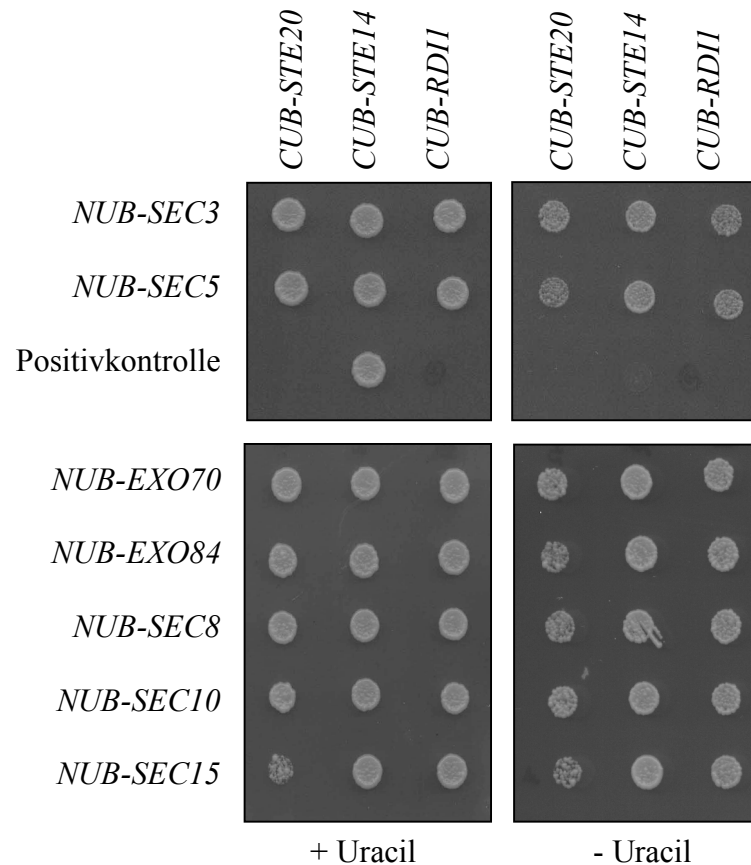 CUB-STE20
CUB-STE14
CUB-RDI1
CUB-STE20
CUB-STE14
CUB-RDI1
NUB-SEC3
NUB-SEC5
Positivkontrolle
NUB-EXO70
NUB-EXO84
NUB-SEC8
NUB-SEC10
NUB-SEC15
+ Uracil
- Uracil